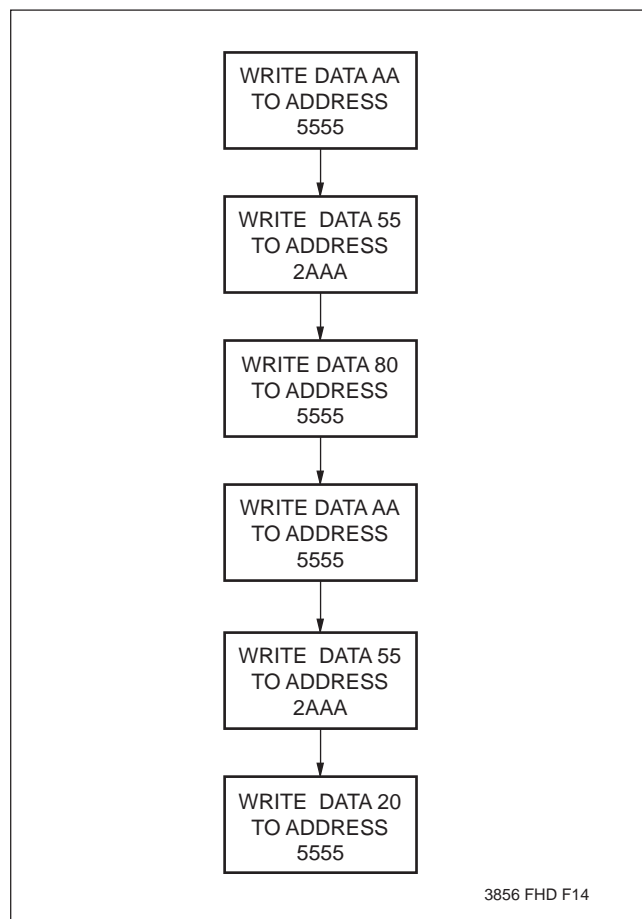 WRITE DATA AA
TO ADDRESS
5555
WRITE DATA 55
TO ADDRESS
2AAA
WRITE DATA 80
TO ADDRESS
5555
WRITE DATA AA
TO ADDRESS
5555
WRITE DATA 55
TO ADDRESS
2AAA
WRITE DATA 20
TO ADDRESS
5555
3856 FHD F14